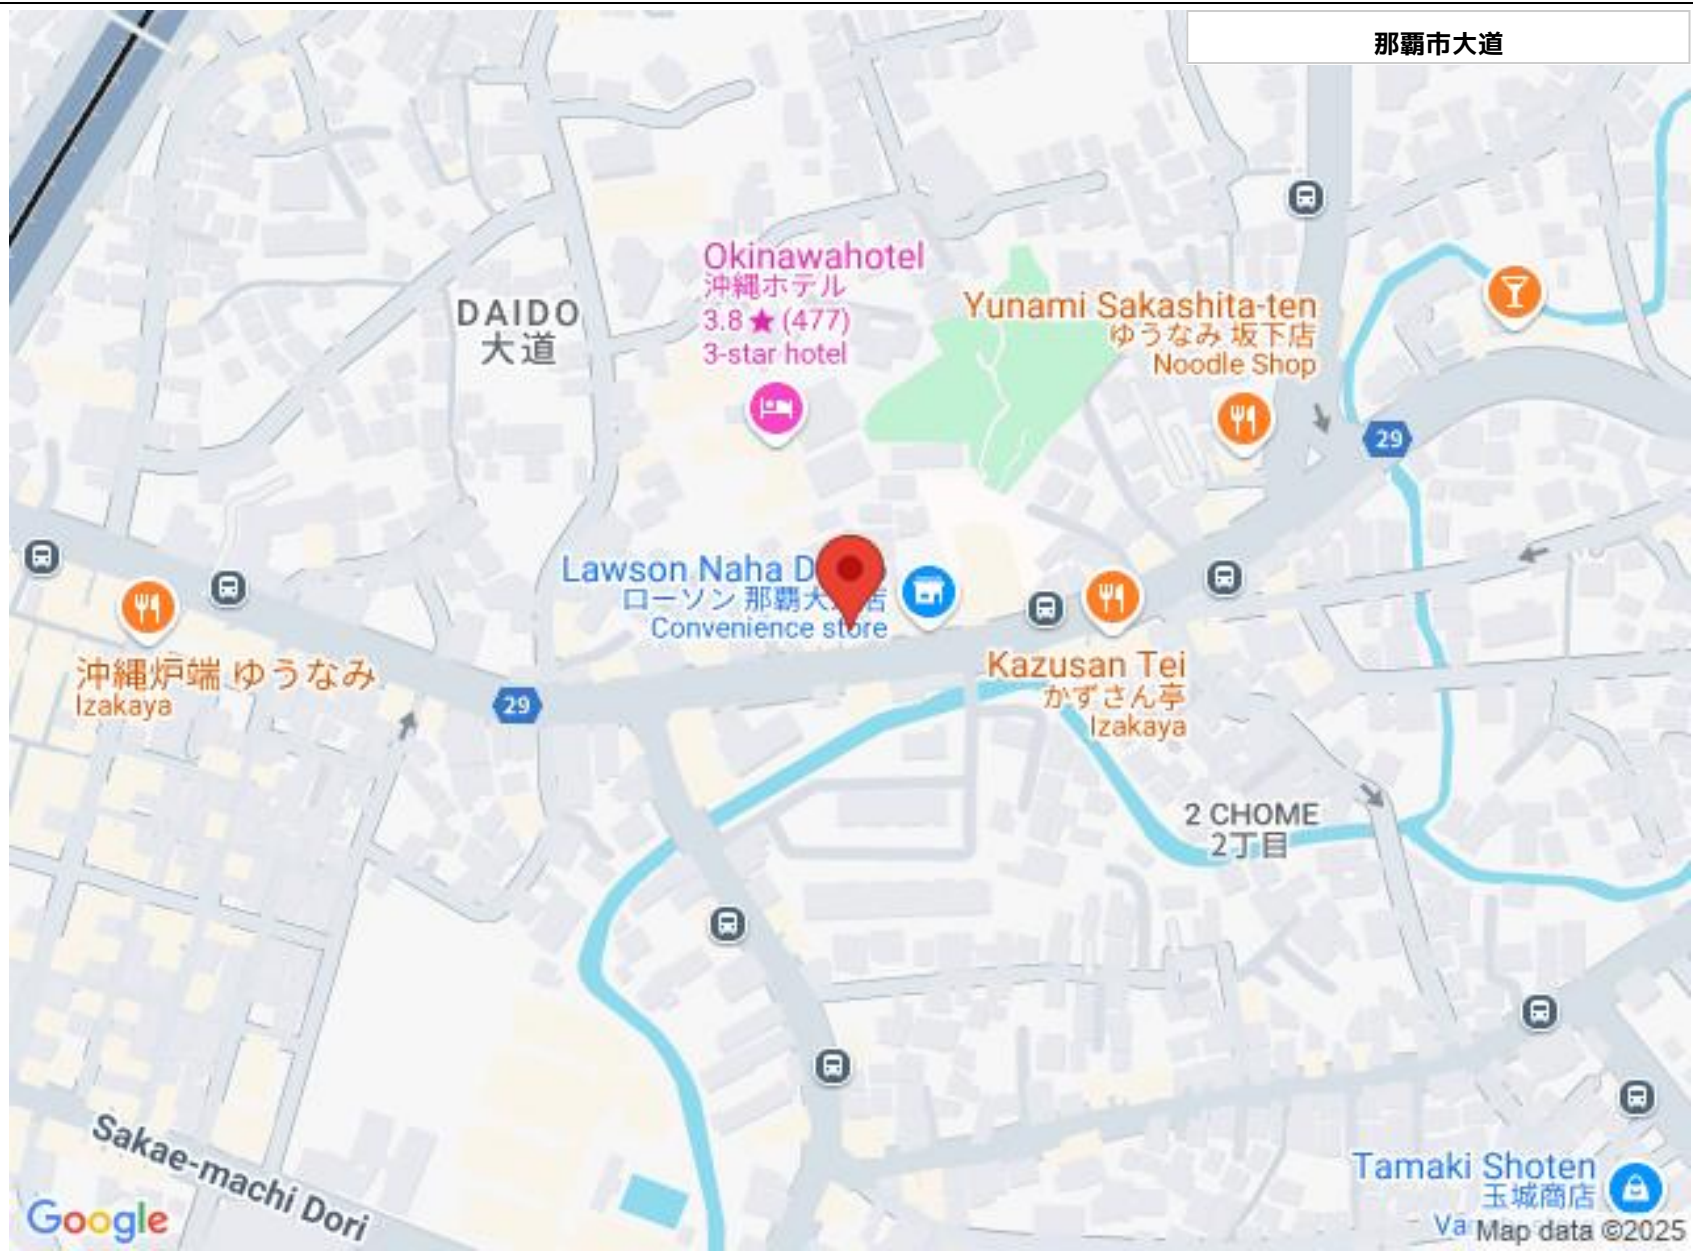 那覇市大道
Okinawahotel
沖縄ホテル
3.8 ★ (477)
3-star hotel
DAIDO
大道
Yunami Sakashita-ten
ゆうなみ 坂下店
Noodle Shop
29
Lawson Naha D
ローソン 那覇大 店
Convenience store
沖縄炉端 ゆうなみ
Izakaya
29
Kazusan Tei
かずさん亭
Izakaya
2 CHOME
2丁目
Sakae-machi Dori
Tamaki Shoten
玉城商店
Google
Map data ©2025